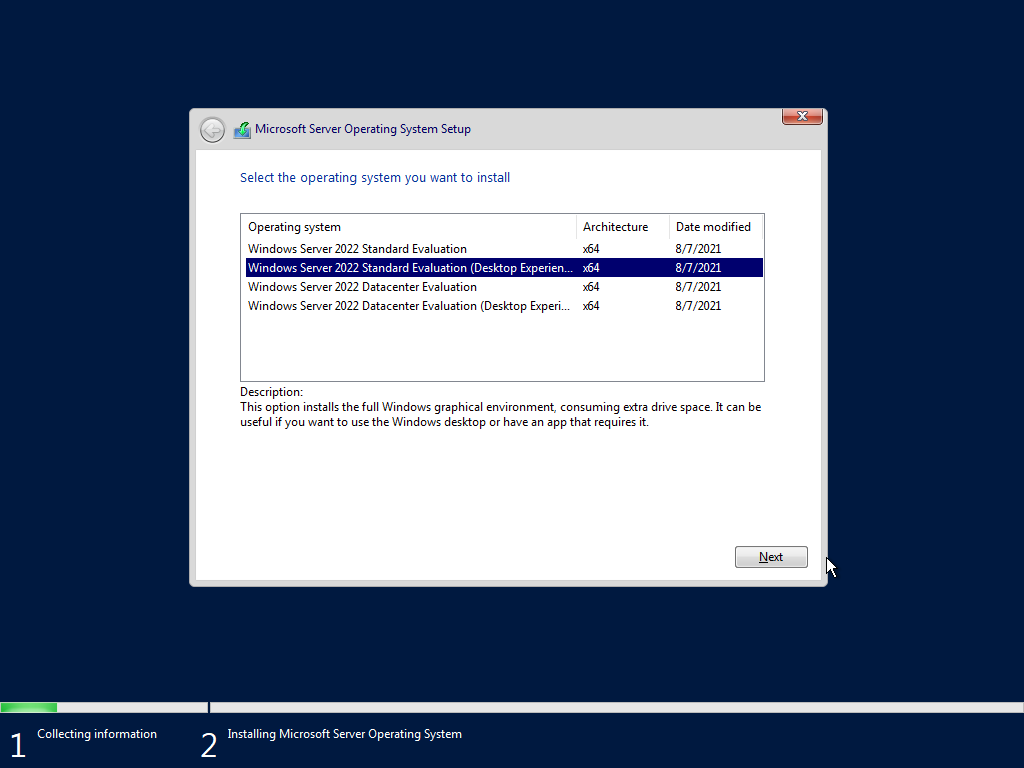 Microsoft Server Operating System Setup
Select the operating system you want to install
Operating system Architecture Date modified
Windows Server 2022 Standard Evaluation x64 8/7/2021
Windows Server 2022 Standard Evaluation (Desktop Experien... x64 8/7/2021
Windows Server 2022 Datacenter Evaluation x64 8/7/2021
Windows Server 2022 Datacenter Evaluation (Desktop Experi... x64 8/7/2021
Description:
This option installs the full Windows graphical environment, consuming extra drive space. It can be
useful if you want to use the Windows desktop or have an app that requires it.
Next
1 Collecting information 2 Installing Microsoft Server Operating System